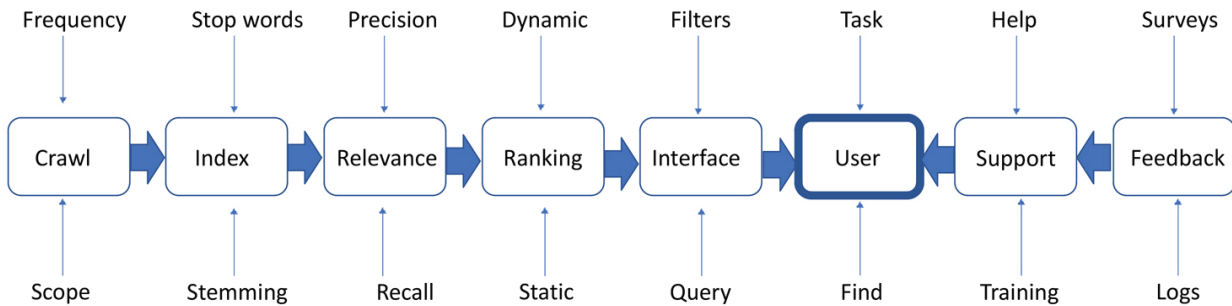 Frequency Stop words Precision Dynamic Filters Task Help Surveys
Crawl Index Relevance Ranking Interface User Support Feedback
Scope Stemming Recall Static Query Find Training Logs